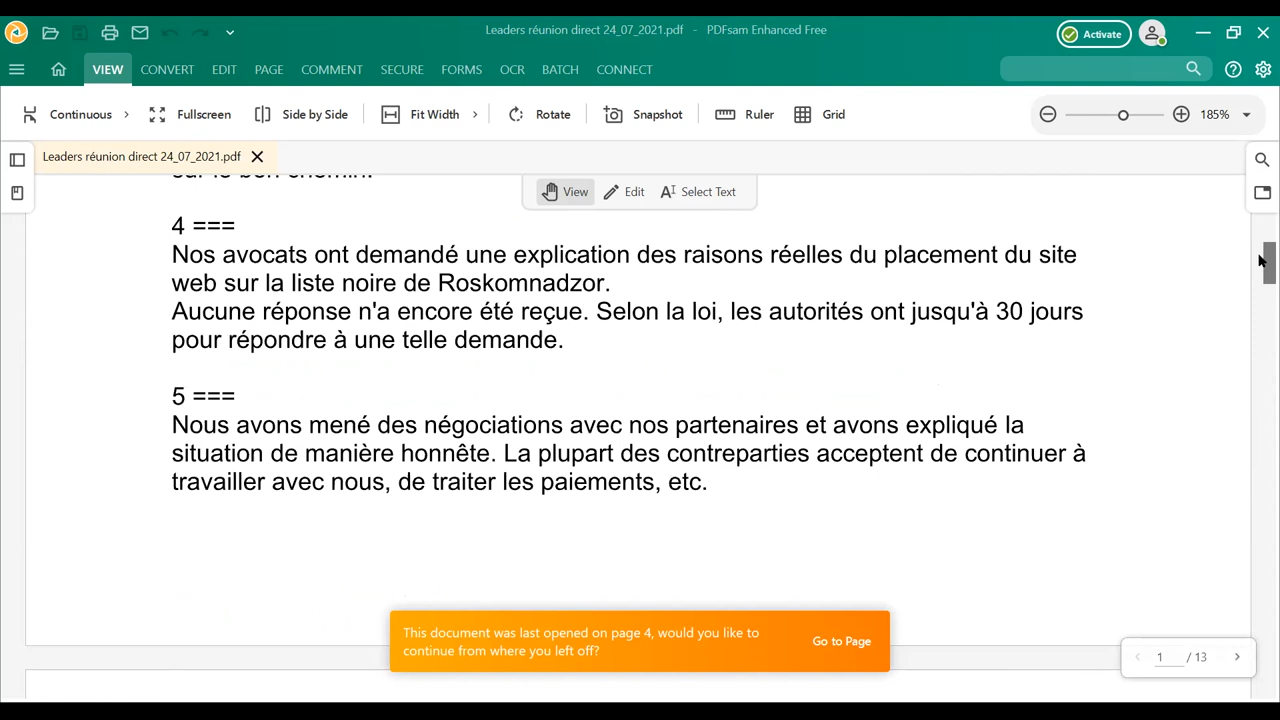 Leaders réunion direct 24_07_2021.pdf - PDFsam Enhanced Free
Activate
VIEW CONVERT EDIT PAGE COMMENT SECURE FORMS OCR BATCH CONNECT
Continuous Fullscreen Side by Side Fit Width Rotate Snapshot Ruler Grid 185%
Leaders réunion direct 24_07_2021.pdf
View Edit Select Text
sur le bon chemin.
4 ===
Nos avocats ont demandé une explication des raisons réelles du placement du site
web sur la liste noire de Roskomnadzor.
Aucune réponse n'a encore été reçue. Selon la loi, les autorités ont jusqu'à 30 jours
pour répondre à une telle demande.
5 ===
Nous avons mené des négociations avec nos partenaires et avons expliqué la
situation de manière honnête. La plupart des contreparties acceptent de continuer à
travailler avec nous, de traiter les paiements, etc.
This document was last opened on page 4, would you like to
continue from where you left off?
Go to Page
1 / 13